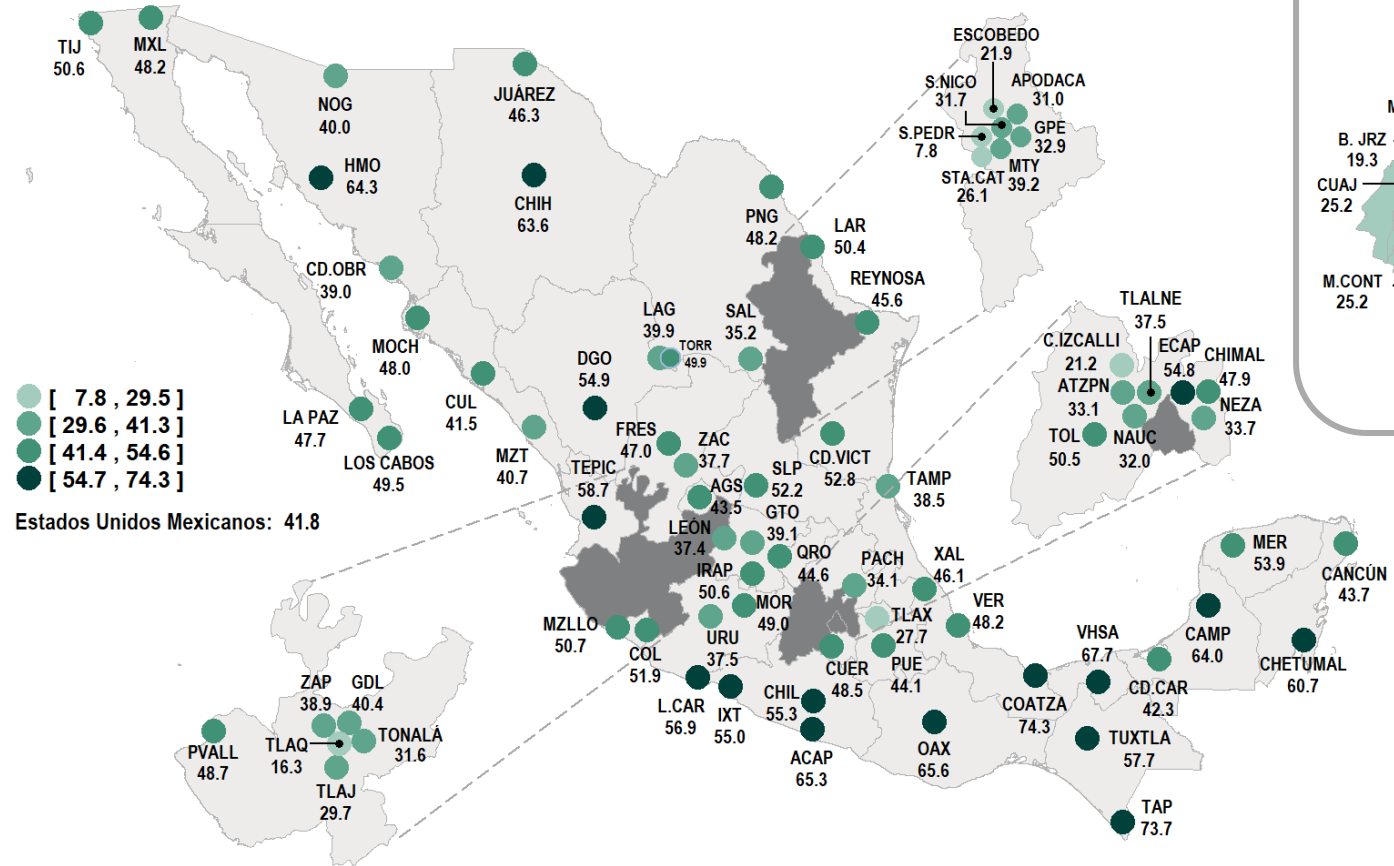 TIJ
50.6
MXL
48.2
NOG
40.0
HMO
64.3
JUÁREZ
46.3
CHIH
63.6
CD.OBR
39.0
MOCH
48.0
LA PAZ
47.7
LOS CABOS
49.5
CUL
41.5
MZT
40.7
DGO
54.9
LAG
39.9
TORR
49.9
SAL
35.2
PNG
48.2
LAR
50.4
REYNOSA
45.6
ESCOBEDO
21.9
S.NICO
31.7
APODACA
31.0
S.PEDR
7.8
GPE
32.9
MTY
39.2
STA.CAT
26.1
B. JRZ
19.3
CUAJ
25.2
M.CONT
25.2
[ 7.8 , 29.5 ]
[ 29.6 , 41.3 ]
[ 41.4 , 54.6 ]
[ 54.7 , 74.3 ]
Estados Unidos Mexicanos: 41.8
TLALNE
37.5
C.IZCALLI
21.2
ECAP
54.8
CHIMAL
47.9
ATZPN
33.1
NEZA
33.7
TOL
50.5
NAUC
32.0
FRES
47.0
ZAC
37.7
TEPIC
58.7
AGS
43.5
SLP
52.2
CD.VICT
52.8
TAMP
38.5
LEÓN
37.4
GTO
39.1
QRO
44.6
IRAP
50.6
PACH
34.1
XAL
46.1
MOR
49.0
URU
37.5
MZLLO
50.7
COL
51.9
TLAX
27.7
VER
48.2
CUER
48.5
PUE
44.1
L.CAR
56.9
IXT
55.0
CHIL
55.3
ACAP
65.3
OAX
65.6
COATZA
74.3
VHSA
67.7
CD.CAR
42.3
TUXTLA
57.7
TAP
73.7
MER
53.9
CANCÚN
43.7
CAMP
64.0
CHETUMAL
60.7
ZAP
38.9
GDL
40.4
TONALÁ
31.6
PVALL
48.7
TLAQ
16.3
TLAJ
29.7